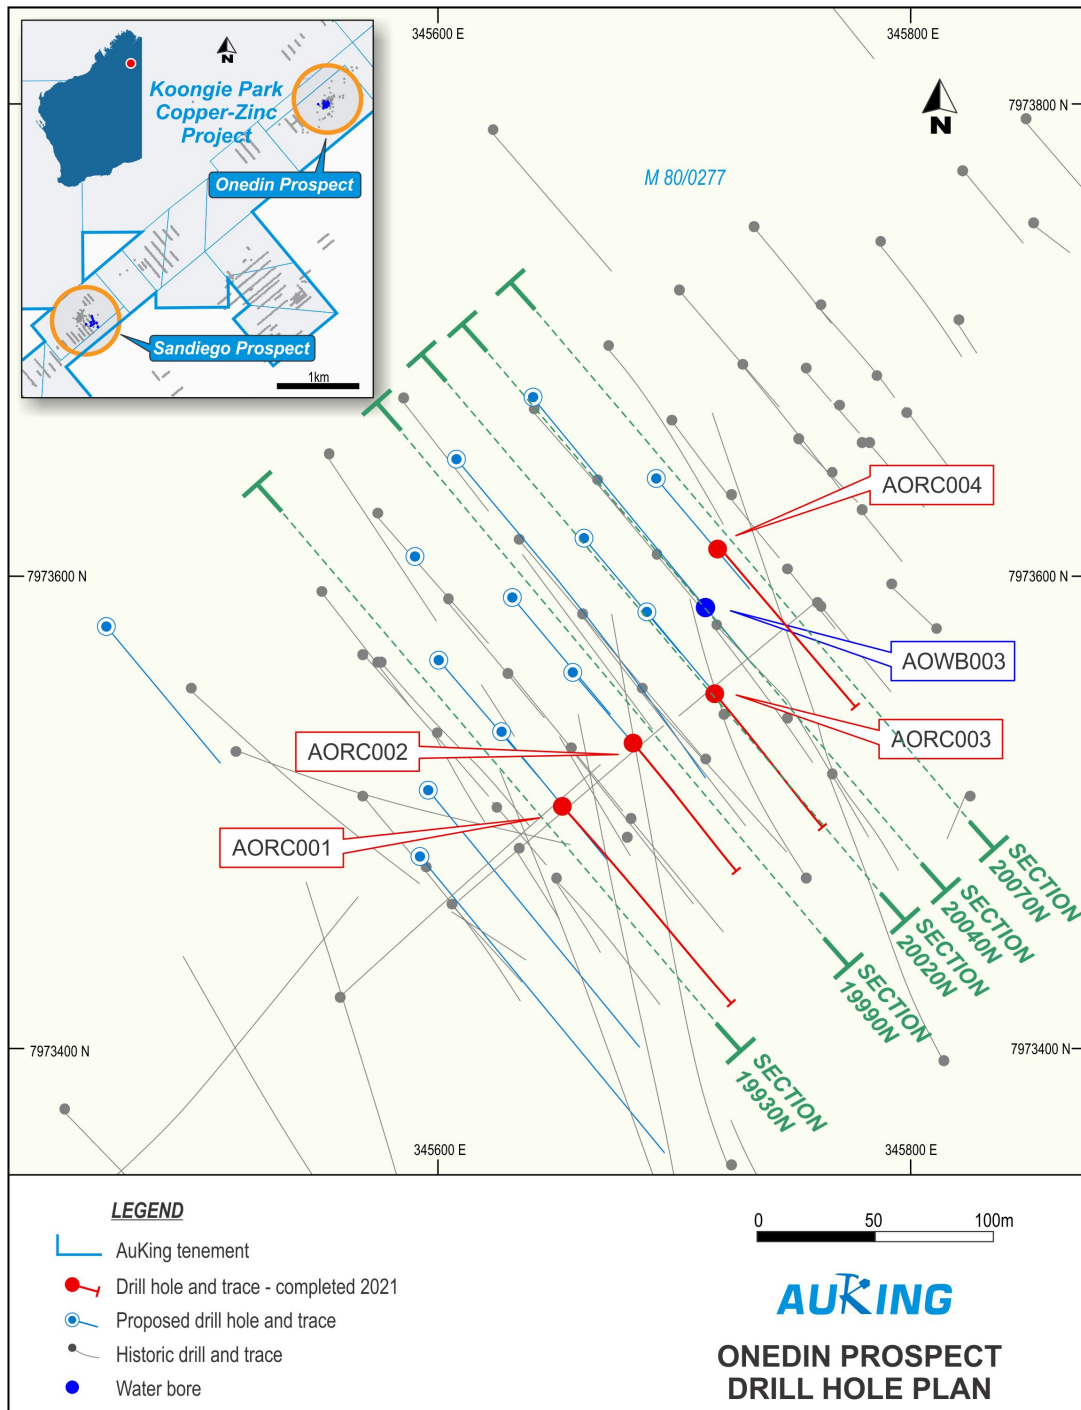 345600 E
345800 E
7973800 N
N
N
Koongie Park
Copper-Zinc
Project
Onedin Prospect
Sandiego Prospect
1km
M 80/0277
AORC004
7973600 N
7973600 N
AOWB003
AORC003
AORC002
AORC001
SECTION
20070N
SECTION
20040N
SECTION
20020N
SECTION
19990N
SECTION
19930N
7973400 N
7973400 N
345600 E
345800 E
LEGEND
AuKing tenement
Drill hole and trace - completed 2021
Proposed drill hole and trace
Historic drill and trace
Water bore
0 50 100m
AUKING
ONEDIN PROSPECT
DRILL HOLE PLAN